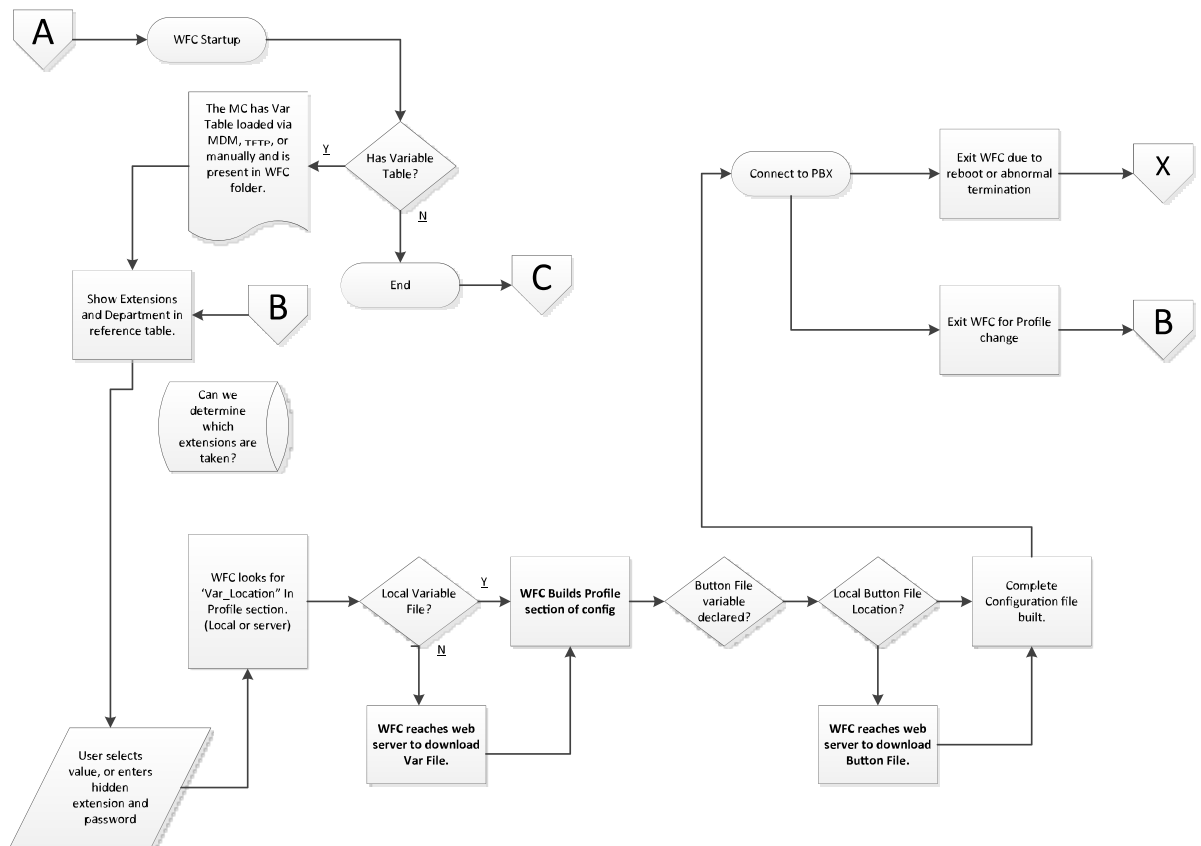 A
WFC Startup
The MC has Var
Table loaded via
MDM, TFTP, or
manually and is
present in WFC
folder.
Y
Has Variable
Table?
N
End
C
Show Extensions
and Department in
reference table.
B
Can we
determine
which
extensions are
taken?
Connect to PBX
Exit WFC due to
reboot or abnormal
termination
X
Exit WFC for Profile
change
B
WFC looks for
‘Var_Location” In
Profile section.
(Local or server)
Local Variable
File?
Y
N
WFC Builds Profile
section of config
Button File
variable
declared?
Local Button File
Location?
Complete
Configuration file
built.
WFC reaches web
server to download
Var File.
WFC reaches web
server to download
Button File.
User selects
value, or enters
hidden
extension and
password